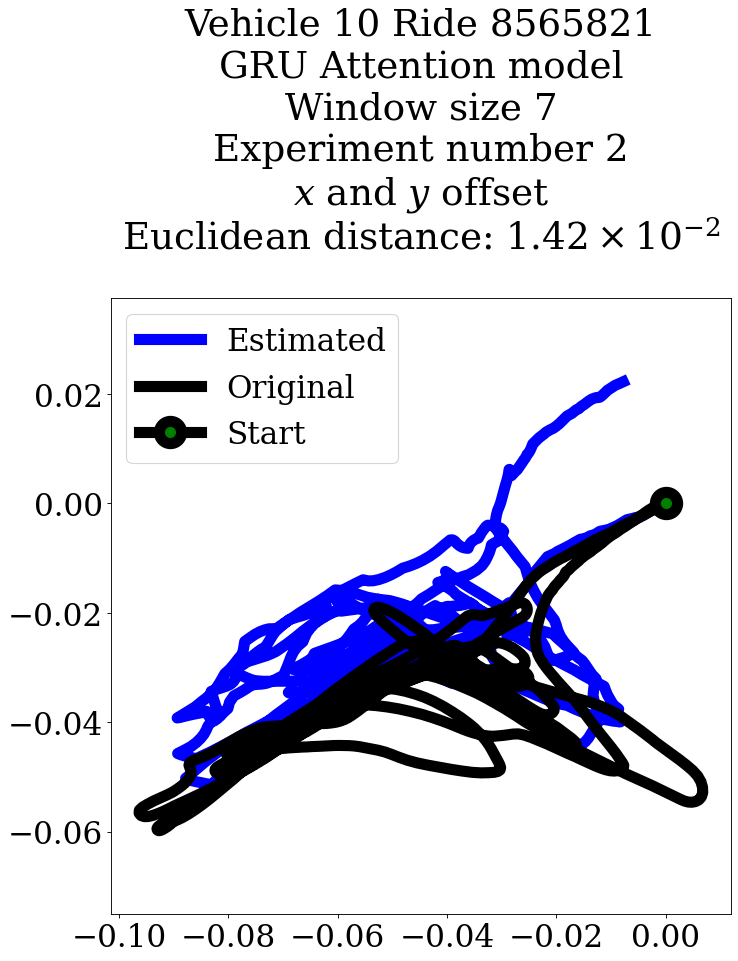 Vehicle 10 Ride 8565821
GRU Attention model
Window size 7
Experiment number 2
x and y offset
Euclidean distance: 1.42 × 10⁻²
Estimated
Original
Start
0.02
0.00
−0.02
−0.04
−0.06
−0.10 −0.08 −0.06 −0.04 −0.02 0.00